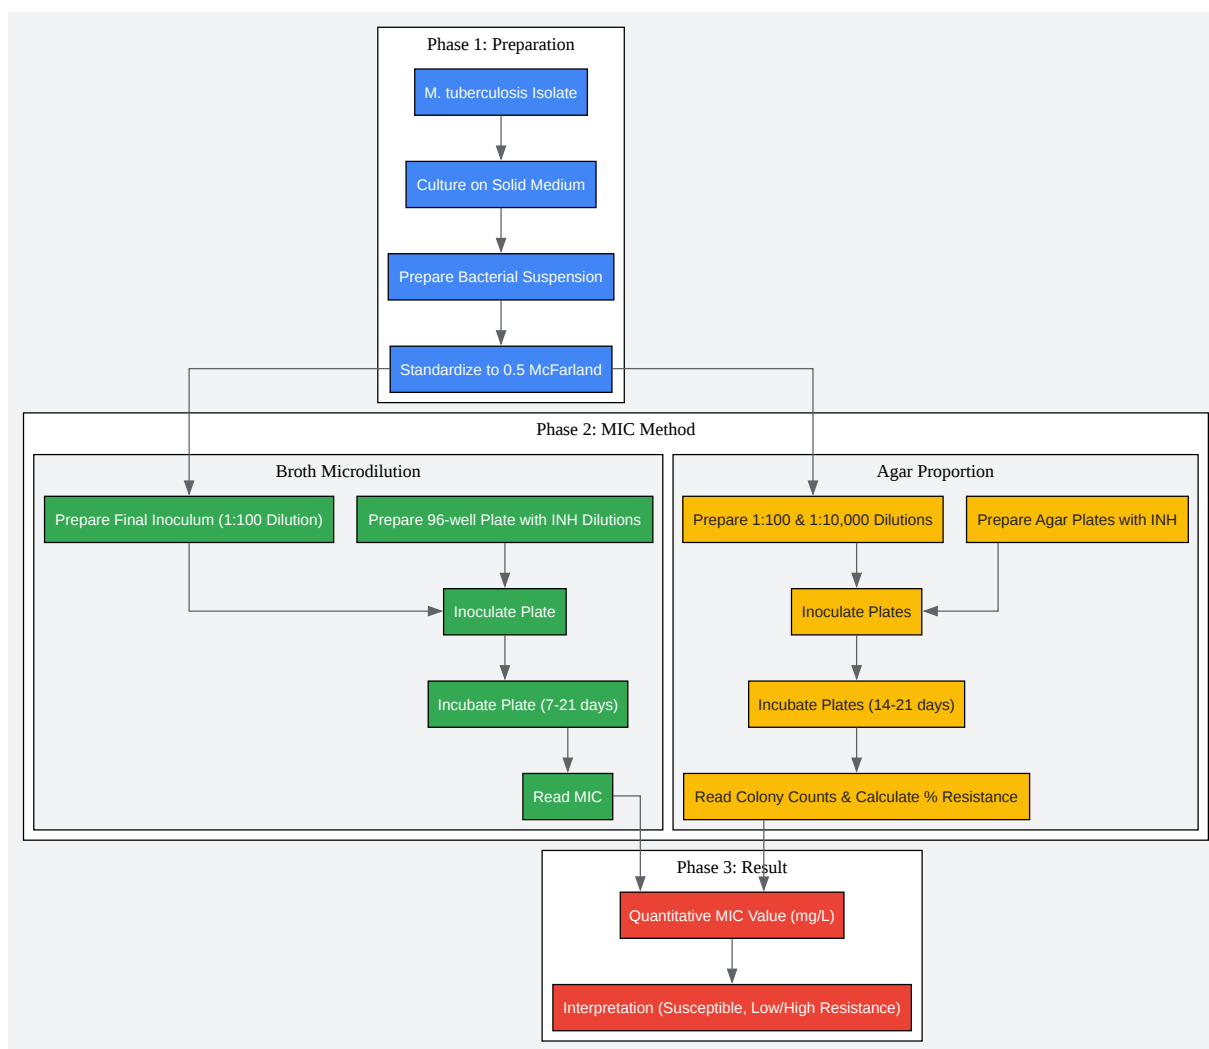 Phase 1: Preparation
M. tuberculosis Isolate
Culture on Solid Medium
Prepare Bacterial Suspension
Standardize to 0.5 McFarland
Phase 2: MIC Method
Broth Microdilution
Prepare Final Inoculum (1:100 Dilution)
Prepare 96-well Plate with INH Dilutions
Inoculate Plate
Incubate Plate (7-21 days)
Read MIC
Agar Proportion
Prepare 1:100 & 1:10,000 Dilutions
Prepare Agar Plates with INH
Inoculate Plates
Incubate Plates (14-21 days)
Read Colony Counts & Calculate % Resistance
Phase 3: Result
Quantitative MIC Value (mg/L)
Interpretation (Susceptible, Low/High Resistance)